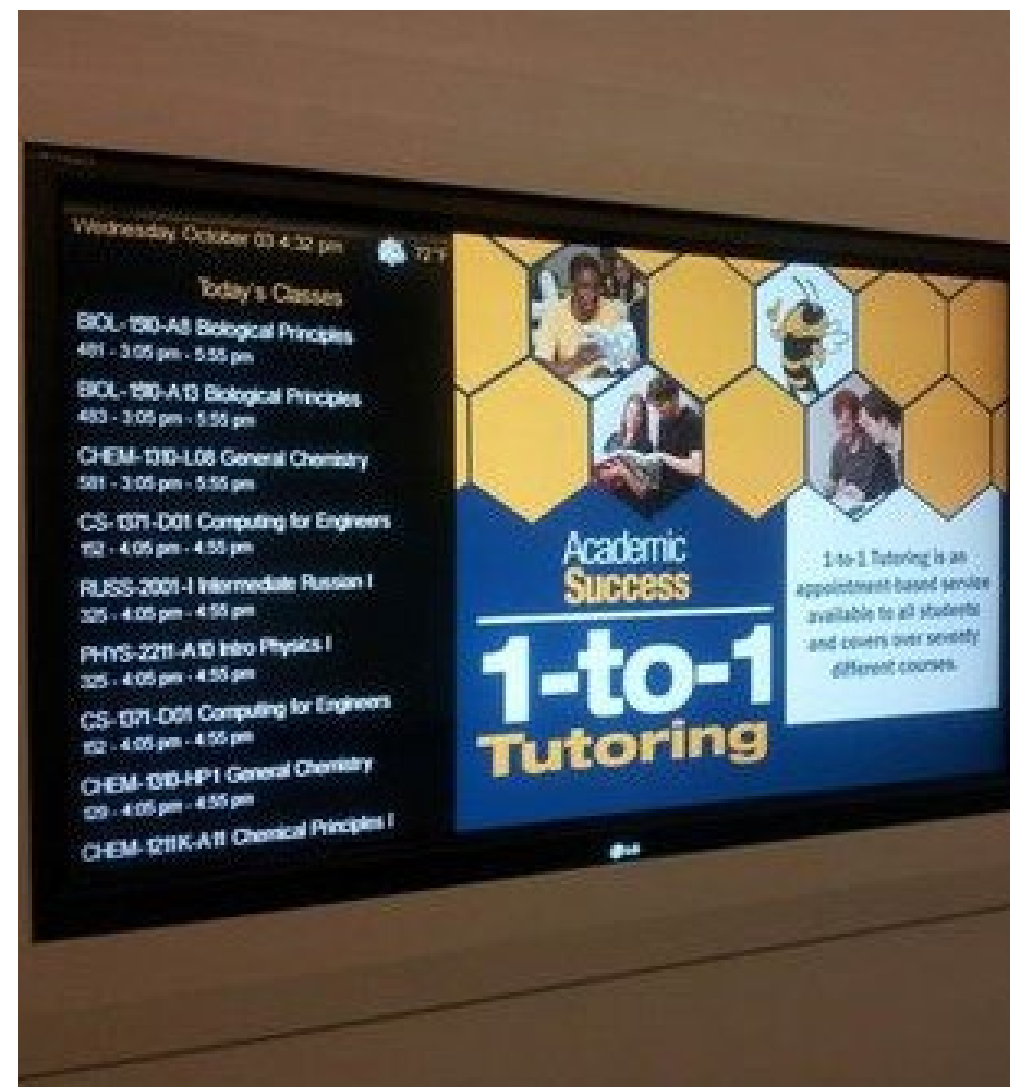 Wednesday, October 03 4:32 pm
72°F
Today's Classes
BIOL-1510-A8 Biological Principles
481 - 3:05 pm - 5:55 pm
BIOL-1510-A13 Biological Principles
483 - 3:05 pm - 5:55 pm
CHEM-1310-L08 General Chemistry
581 - 3:05 pm - 5:55 pm
CS-1371-D01 Computing for Engineers
152 - 4:05 pm - 4:55 pm
RUSS-2001-I Intermediate Russian I
325 - 4:05 pm - 4:55 pm
PHYS-2211-A10 Intro Physics I
325 - 4:05 pm - 4:55 pm
CS-1371-D01 Computing for Engineers
152 - 4:05 pm - 4:55 pm
CHEM-1310-HP1 General Chemistry
129 - 4:05 pm - 4:55 pm
CHEM-1211K-A11 Chemical Principles I
Academic
Success
1-to-1
Tutoring
1-to-1 Tutoring is an
appointment-based service
available to all students
and covers over seventy
different courses.
LG